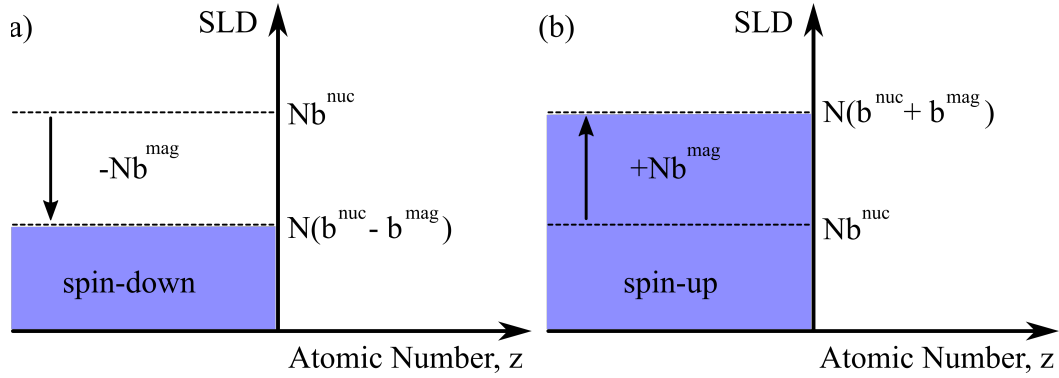 a)
SLD
Nb^nuc
-Nb^mag
N(b^nuc - b^mag)
spin-down
Atomic Number, z
(b)
SLD
N(b^nuc + b^mag)
+Nb^mag
Nb^nuc
spin-up
Atomic Number, z